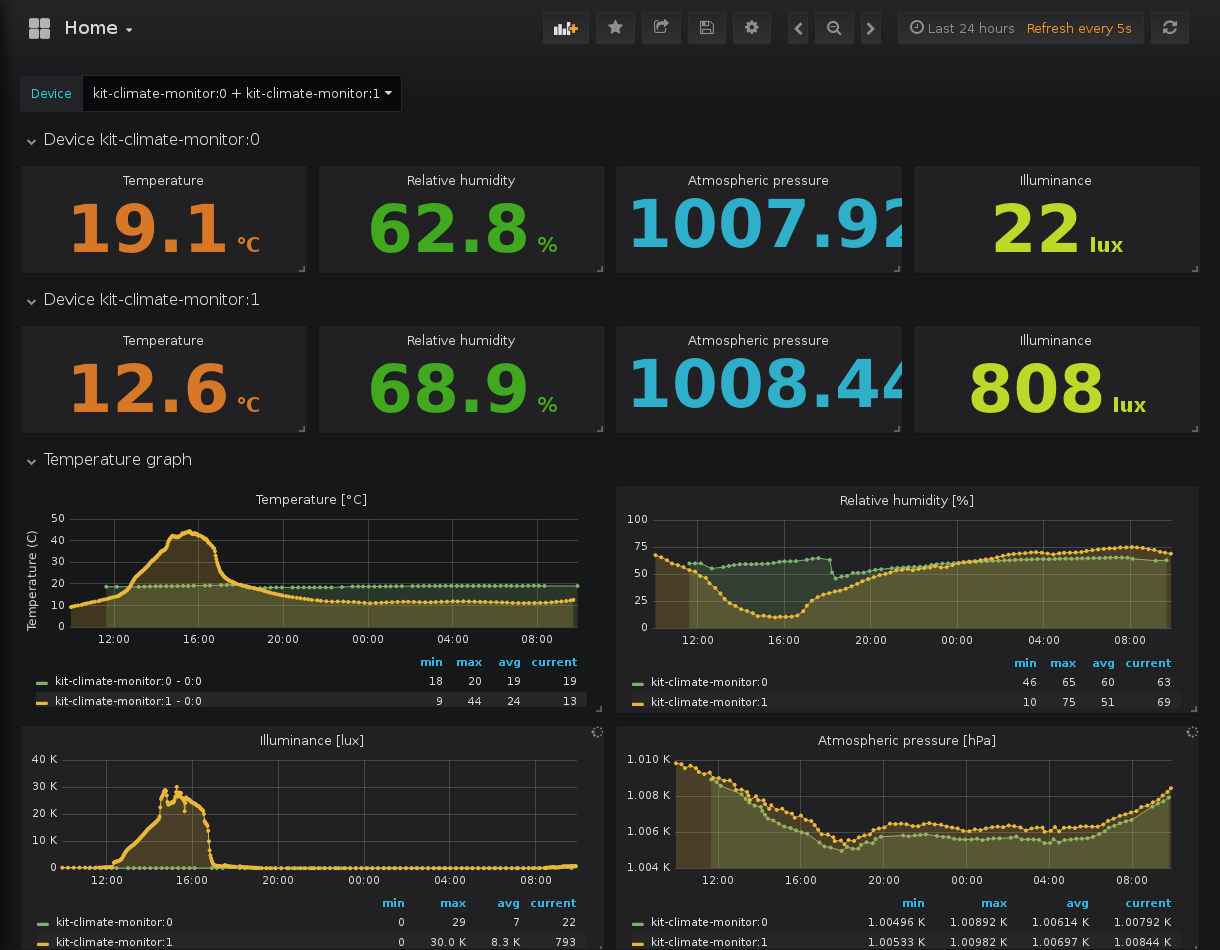 Home
Last 24 hours Refresh every 5s
Device kit-climate-monitor:0 + kit-climate-monitor:1
Device kit-climate-monitor:0
Temperature Relative humidity Atmospheric pressure Illuminance
19.1 °C 62.8 % 1007.92 22 lux
Device kit-climate-monitor:1
Temperature Relative humidity Atmospheric pressure Illuminance
12.6 °C 68.9 % 1008.44 808 lux
Temperature graph
Temperature [°C]
Temperature (C)
50
40
30
20
10
0
12:00 16:00 20:00 00:00 04:00 08:00
min max avg current
kit-climate-monitor:0 - 0:0 18 20 19 19
kit-climate-monitor:1 - 0:0 9 44 24 13
Relative humidity [%]
100
75
50
25
0
12:00 16:00 20:00 00:00 04:00 08:00
min max avg current
kit-climate-monitor:0 46 65 60 63
kit-climate-monitor:1 10 75 51 69
Illuminance [lux]
40 K
30 K
20 K
10 K
0
12:00 16:00 20:00 00:00 04:00 08:00
min max avg current
kit-climate-monitor:0 0 29 7 22
kit-climate-monitor:1 0 30.0 K 8.3 K 793
Atmospheric pressure [hPa]
1.010 K
1.008 K
1.006 K
1.004 K
12:00 16:00 20:00 00:00 04:00 08:00
min max avg current
kit-climate-monitor:0 1.00496 K 1.00892 K 1.00614 K 1.00792 K
kit-climate-monitor:1 1.00533 K 1.00982 K 1.00697 K 1.00844 K